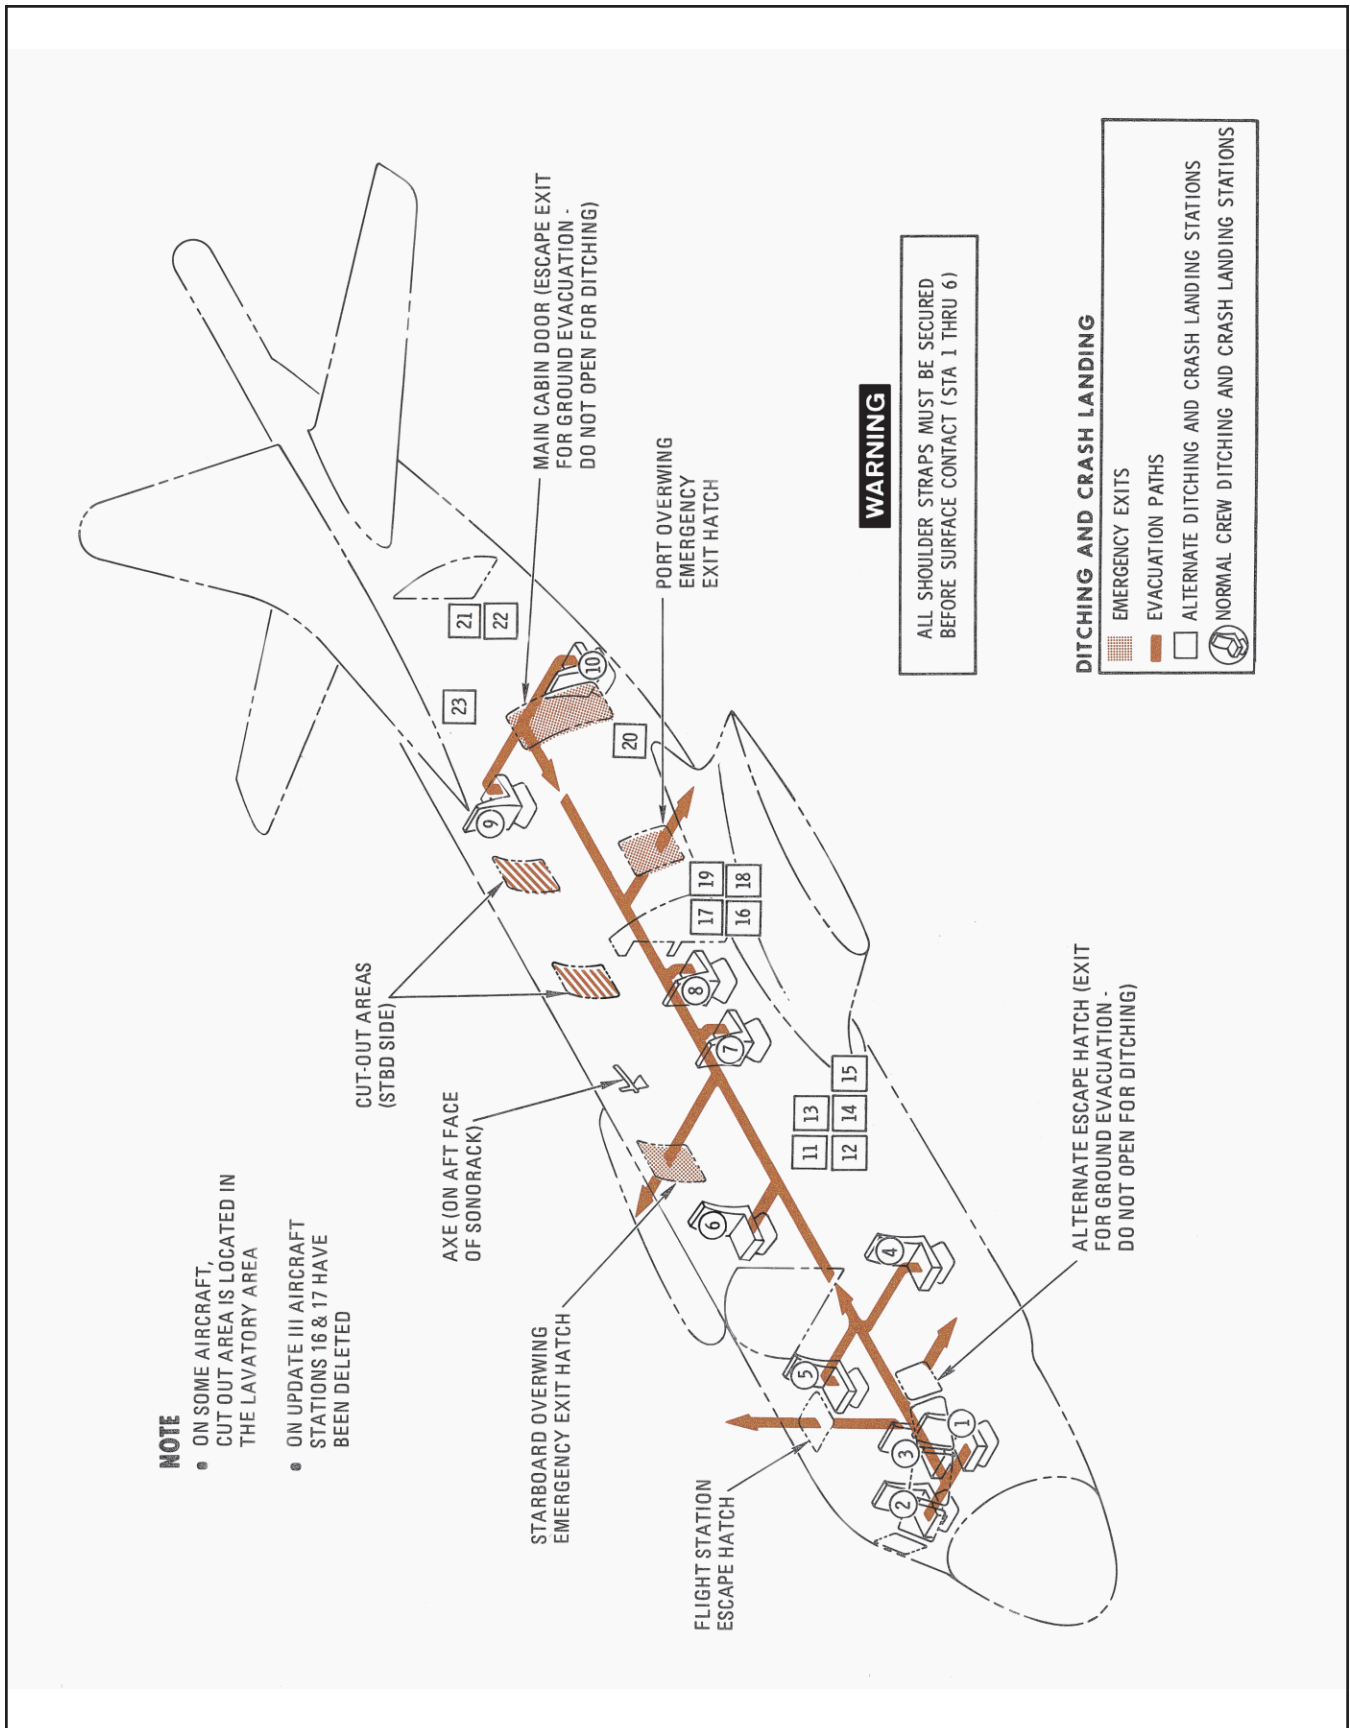 NOTE
• ON SOME AIRCRAFT,
CUT OUT AREA IS LOCATED IN
THE LAVATORY AREA
• ON UPDATE III AIRCRAFT
STATIONS 16 & 17 HAVE
BEEN DELETED
CUT-OUT AREAS
(STBD SIDE)
AXE (ON AFT FACE
OF SONORACK)
STARBOARD OVERWING
EMERGENCY EXIT HATCH
FLIGHT STATION
ESCAPE HATCH
MAIN CABIN DOOR (ESCAPE EXIT
FOR GROUND EVACUATION -
DO NOT OPEN FOR DITCHING)
PORT OVERWING
EMERGENCY
EXIT HATCH
ALTERNATE ESCAPE HATCH (EXIT
FOR GROUND EVACUATION -
DO NOT OPEN FOR DITCHING)
1
2
3
4
5
6
7
8
9
10
11
12
13
14
15
16
17
18
19
20
21
22
23
WARNING
ALL SHOULDER STRAPS MUST BE SECURED
BEFORE SURFACE CONTACT (STA 1 THRU 6)
DITCHING AND CRASH LANDING
EMERGENCY EXITS
EVACUATION PATHS
ALTERNATE DITCHING AND CRASH LANDING STATIONS
NORMAL CREW DITCHING AND CRASH LANDING STATIONS